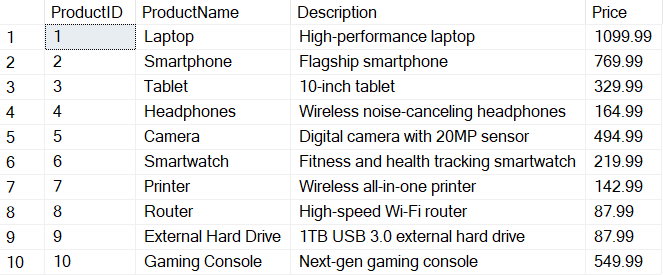 ProductID ProductName Description Price
1 1 Laptop High-performance laptop 1099.99
2 2 Smartphone Flagship smartphone 769.99
3 3 Tablet 10-inch tablet 329.99
4 4 Headphones Wireless noise-canceling headphones 164.99
5 5 Camera Digital camera with 20MP sensor 494.99
6 6 Smartwatch Fitness and health tracking smartwatch 219.99
7 7 Printer Wireless all-in-one printer 142.99
8 8 Router High-speed Wi-Fi router 87.99
9 9 External Hard Drive 1TB USB 3.0 external hard drive 87.99
10 10 Gaming Console Next-gen gaming console 549.99